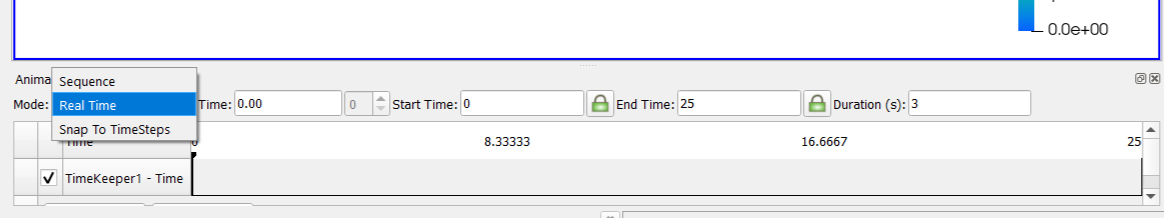 0.0e+00
Anima
Sequence
Mode: Real Time Time: 0.00 0 Start Time: 0 End Time: 25 Duration (s): 3
Snap To TimeSteps
Time 0 8.33333 16.6667 25
TimeKeeper1 - Time